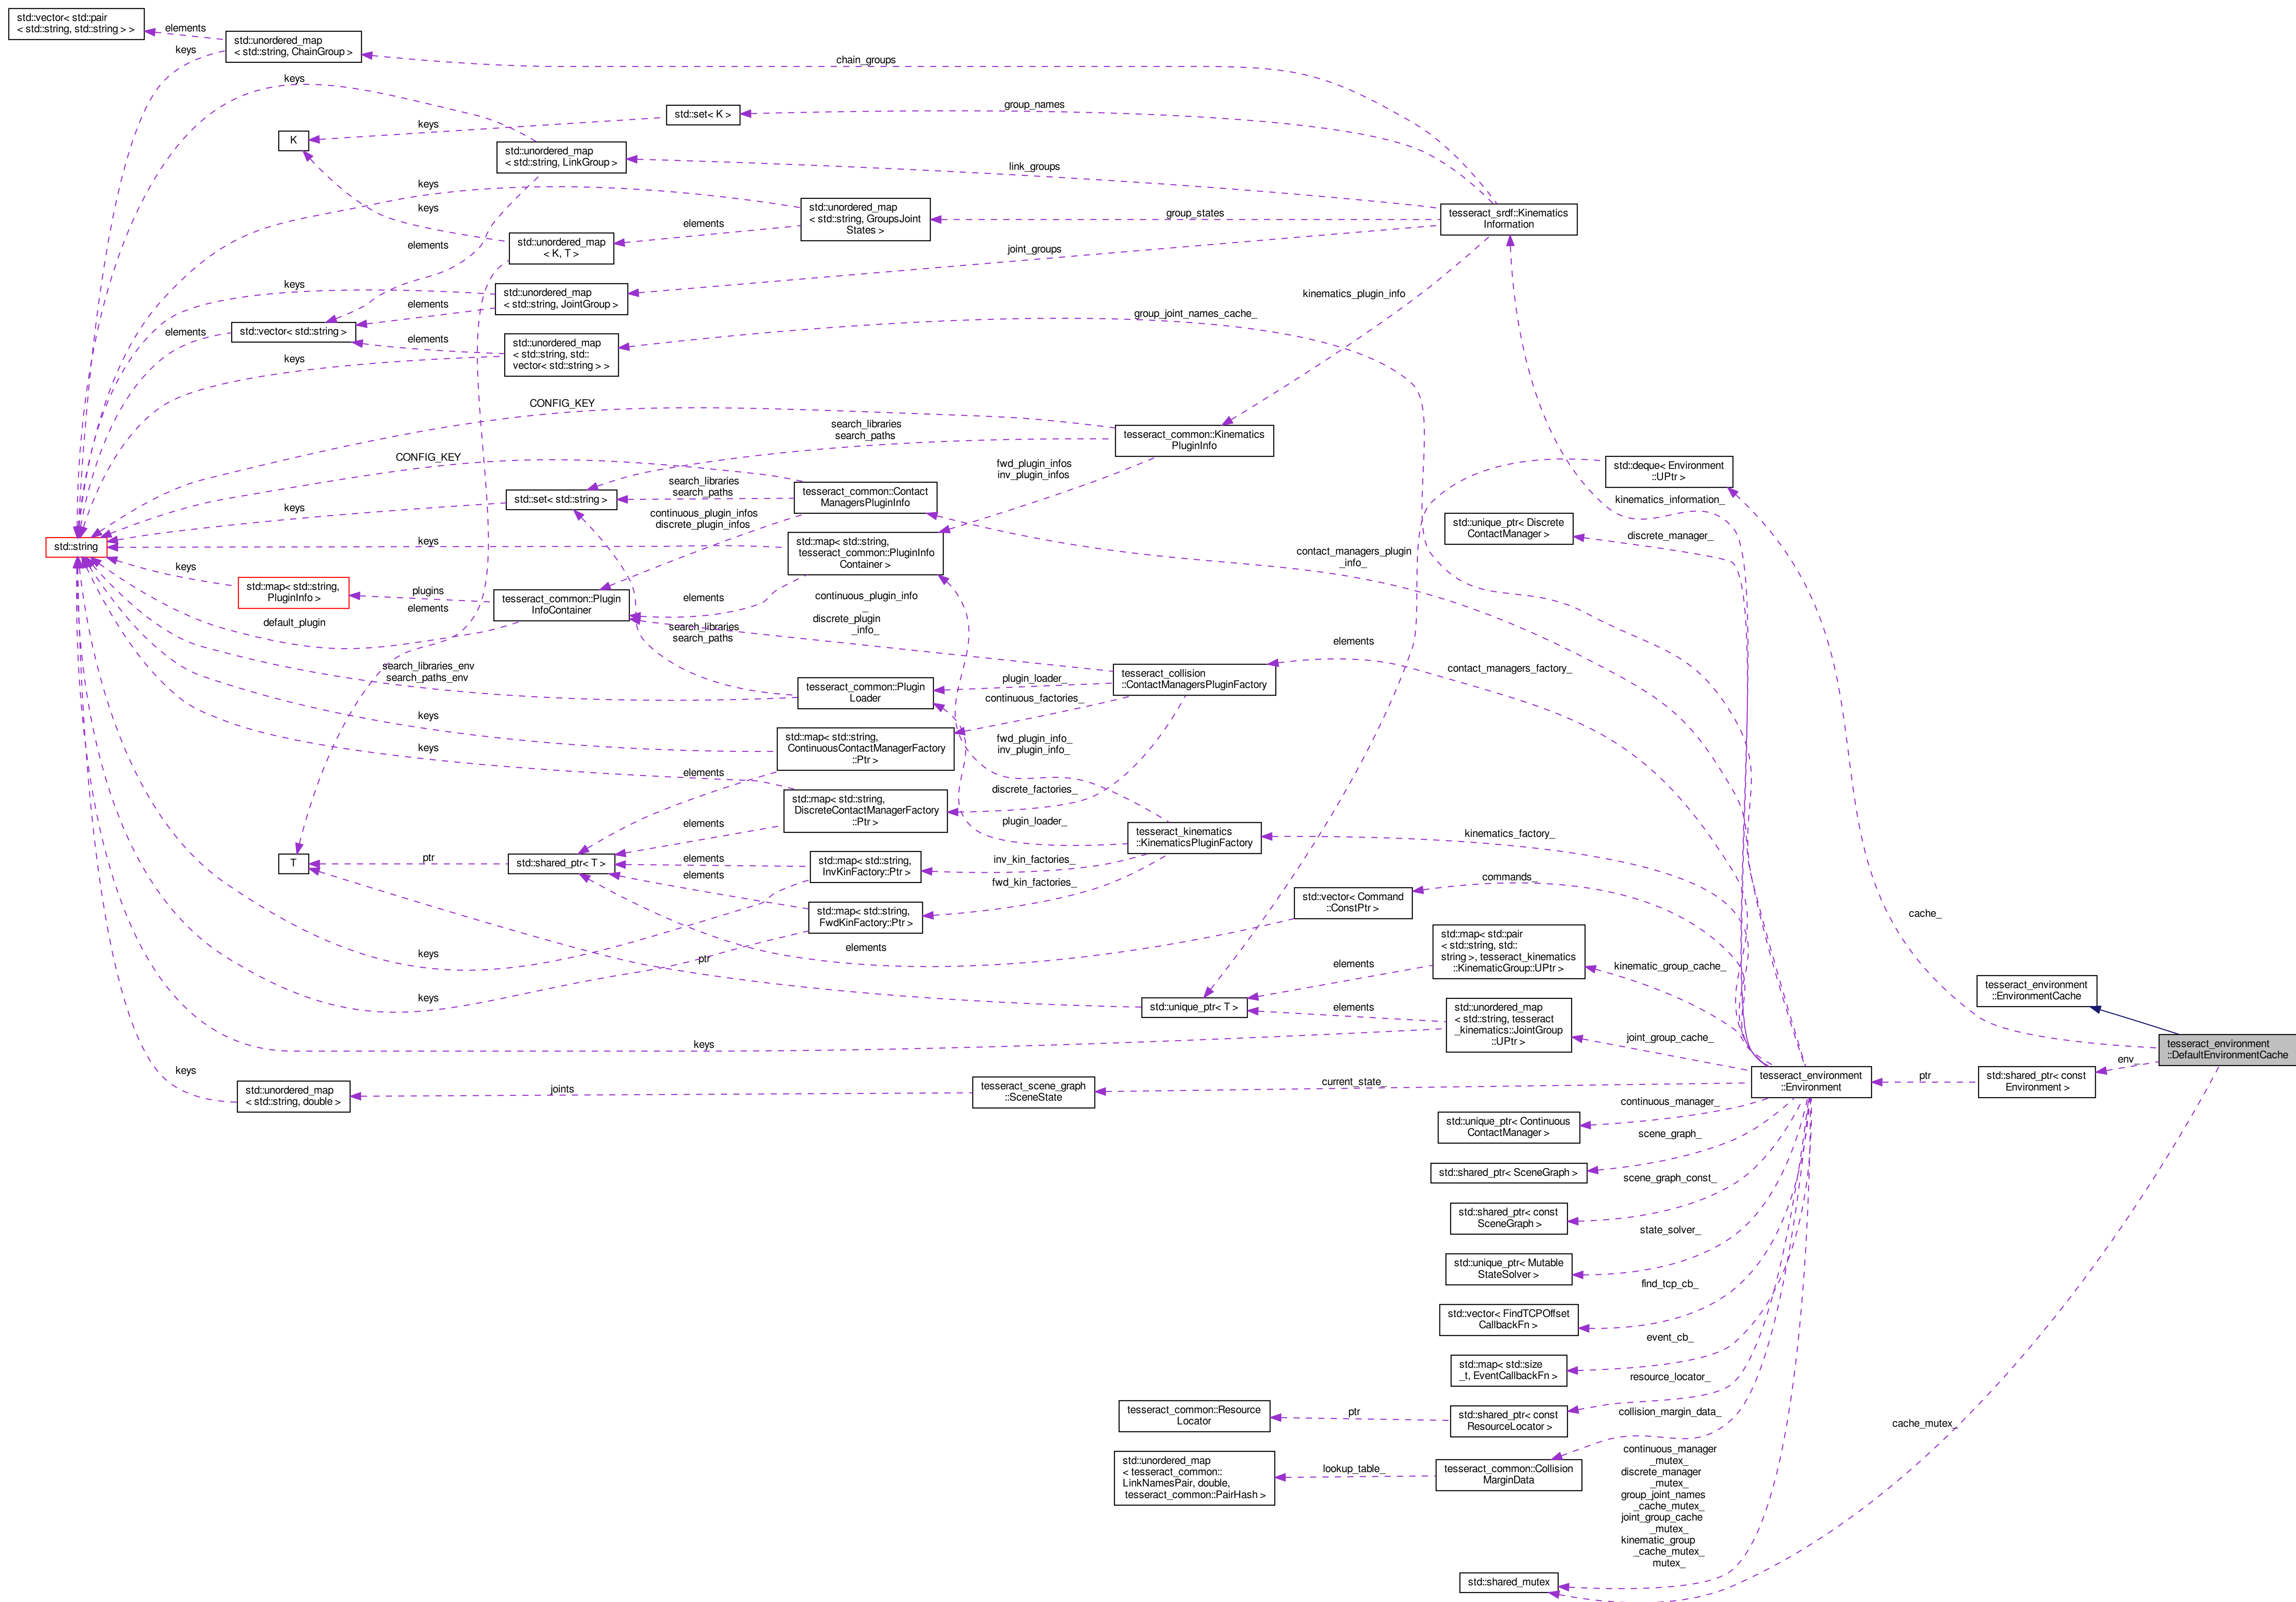 std::vector< std::pair
< std::string, std::string > >
elements
std::unordered_map
< std::string, ChainGroup >
keys
chain_groups
keys
group_names
std::set< K >
keys
K
std::unordered_map
< std::string, LinkGroup >
link_groups
keys
keys
std::unordered_map
< std::string, GroupsJoint
States >
group_states
tesseract_srdf::Kinematics
Information
elements
elements
std::unordered_map
< K, T >
joint_groups
keys
std::unordered_map
< std::string, JointGroup >
kinematics_plugin_info
elements
std::vector< std::string >
elements
elements
group_joint_names_cache_
std::unordered_map
< std::string, std::
vector< std::string > >
keys
CONFIG_KEY
search_libraries
search_paths
tesseract_common::Kinematics
PluginInfo
CONFIG_KEY
fwd_plugin_infos
inv_plugin_infos
std::deque< Environment
::UPtr >
search_libraries
search_paths
tesseract_common::Contact
ManagersPluginInfo
std::set< std::string >
keys
kinematics_information_
continuous_plugin_infos
discrete_plugin_infos
std::unique_ptr< Discrete
ContactManager >
discrete_manager_
std::string
keys
std::map< std::string,
tesseract_common::PluginInfo
Container >
contact_managers_plugin
_info_
keys
std::map< std::string,
PluginInfo >
plugins
tesseract_common::Plugin
InfoContainer
elements
continuous_plugin_info
_
discrete_plugin
_info_
elements
default_plugin
search_libraries
search_paths
elements
search_libraries_env
search_paths_env
tesseract_common::Plugin
Loader
plugin_loader_
tesseract_collision
::ContactManagersPluginFactory
contact_managers_factory_
continuous_factories_
keys
std::map< std::string,
ContinuousContactManagerFactory
::Ptr >
fwd_plugin_info_
inv_plugin_info_
keys
elements
discrete_factories_
std::map< std::string,
DiscreteContactManagerFactory
::Ptr >
elements
plugin_loader_
tesseract_kinematics
::KinematicsPluginFactory
kinematics_factory_
T
ptr
std::shared_ptr< T >
elements
std::map< std::string,
InvKinFactory::Ptr >
inv_kin_factories_
elements
fwd_kin_factories_
commands_
std::vector< Command
::ConstPtr >
std::map< std::string,
FwdKinFactory::Ptr >
cache_
elements
keys
ptr
std::map< std::pair
< std::string, std::
string >, tesseract_kinematics
::KinematicGroup::UPtr >
kinematic_group_cache_
elements
keys
std::unique_ptr< T >
elements
std::unordered_map
< std::string, tesseract
_kinematics::JointGroup
::UPtr >
joint_group_cache_
keys
tesseract_environment
::EnvironmentCache
tesseract_environment
::DefaultEnvironmentCache
env_
std::shared_ptr< const
Environment >
ptr
tesseract_environment
::Environment
current_state_
tesseract_scene_graph
::SceneState
joints
std::unordered_map
< std::string, double >
keys
continuous_manager_
std::unique_ptr< Continuous
ContactManager >
scene_graph_
std::shared_ptr< SceneGraph >
scene_graph_const_
std::shared_ptr< const
SceneGraph >
state_solver_
std::unique_ptr< Mutable
StateSolver >
find_tcp_cb_
std::vector< FindTCPOffset
CallbackFn >
event_cb_
std::map< std::size
_t, EventCallbackFn >
resource_locator_
tesseract_common::Resource
Locator
ptr
std::shared_ptr< const
ResourceLocator >
collision_margin_data_
cache_mutex_
std::unordered_map
< tesseract_common::
LinkNamesPair, double,
tesseract_common::PairHash >
lookup_table_
tesseract_common::Collision
MarginData
continuous_manager
_mutex_
discrete_manager
_mutex_
group_joint_names
_cache_mutex_
joint_group_cache
_mutex_
kinematic_group
_cache_mutex_
mutex_
std::shared_mutex